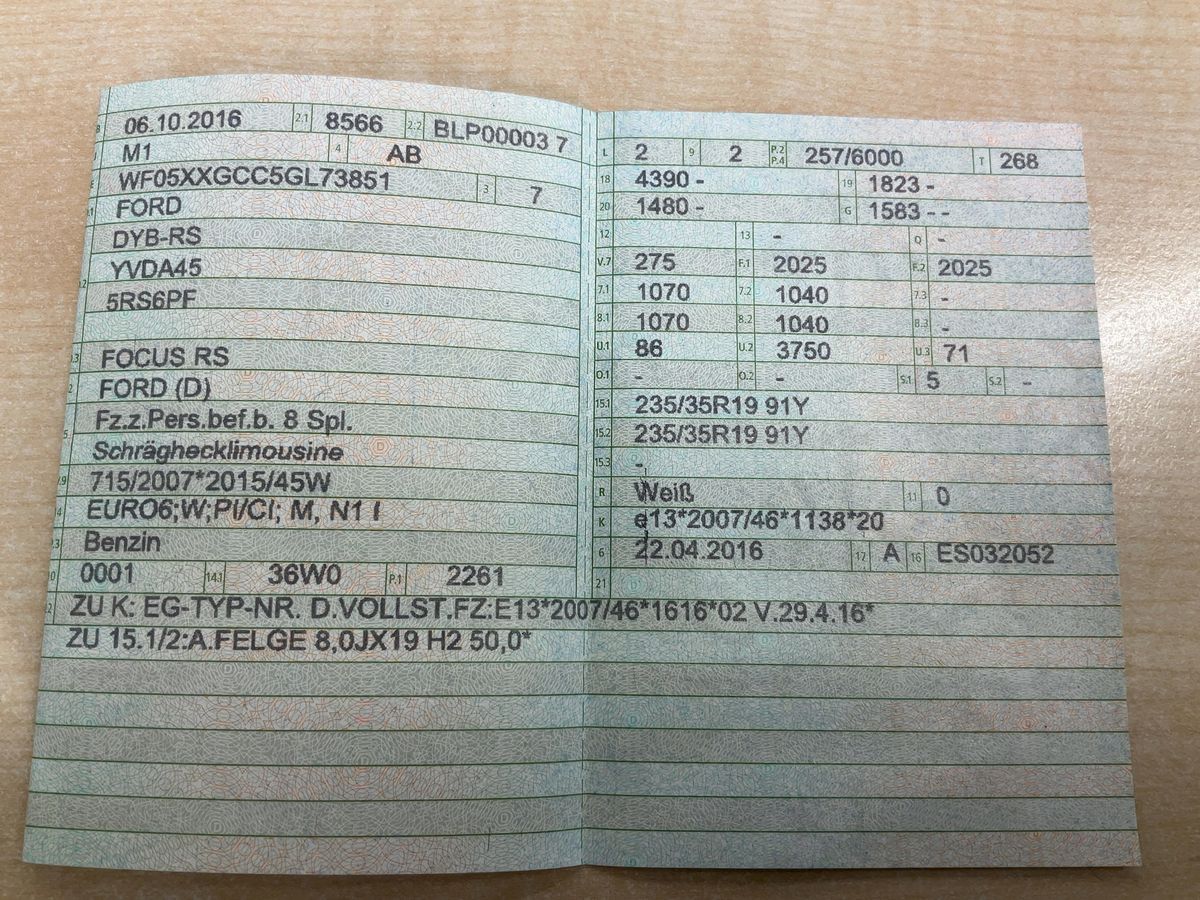 B 06.10.2016 2.1 8566 2.2 BLP00003 7
J M1 4 AB
E WF05XXGCC5GL73851 3 7
FORD
DYB-RS
YVDA45
5RS6PF
FOCUS RS
FORD (D)
Fz.z.Pers.bef.b. 8 Spl.
Schräghecklimousine
715/2007*2015/45W
EURO6;W;PI/CI; M, N1 I
Benzin
0001 14.1 36W0 P.1 2261
L 2 9 2 P.2 P.4 257/6000 T 268
18 4390 - 19 1823 -
20 1480 - G 1583 - -
12 13 - Q -
V.7 275 F.1 2025 F.2 2025
7.1 1070 7.2 1040 7.3 -
8.1 1070 8.2 1040 8.3 -
U.1 86 U.2 3750 U.3 71
O.1 - O.2 - S.1 5 S.2 -
15.1 235/35R19 91Y
15.2 235/35R19 91Y
15.3 -
R Weiß 11 0
K e13*2007/46*1138*20
6 22.04.2016 17 A 16 ES032052
21
ZU K: EG-TYP-NR. D.VOLLST.FZ:E13*2007/46*1616*02 V.29.4.16*
ZU 15.1/2:A.FELGE 8,0JX19 H2 50,0*